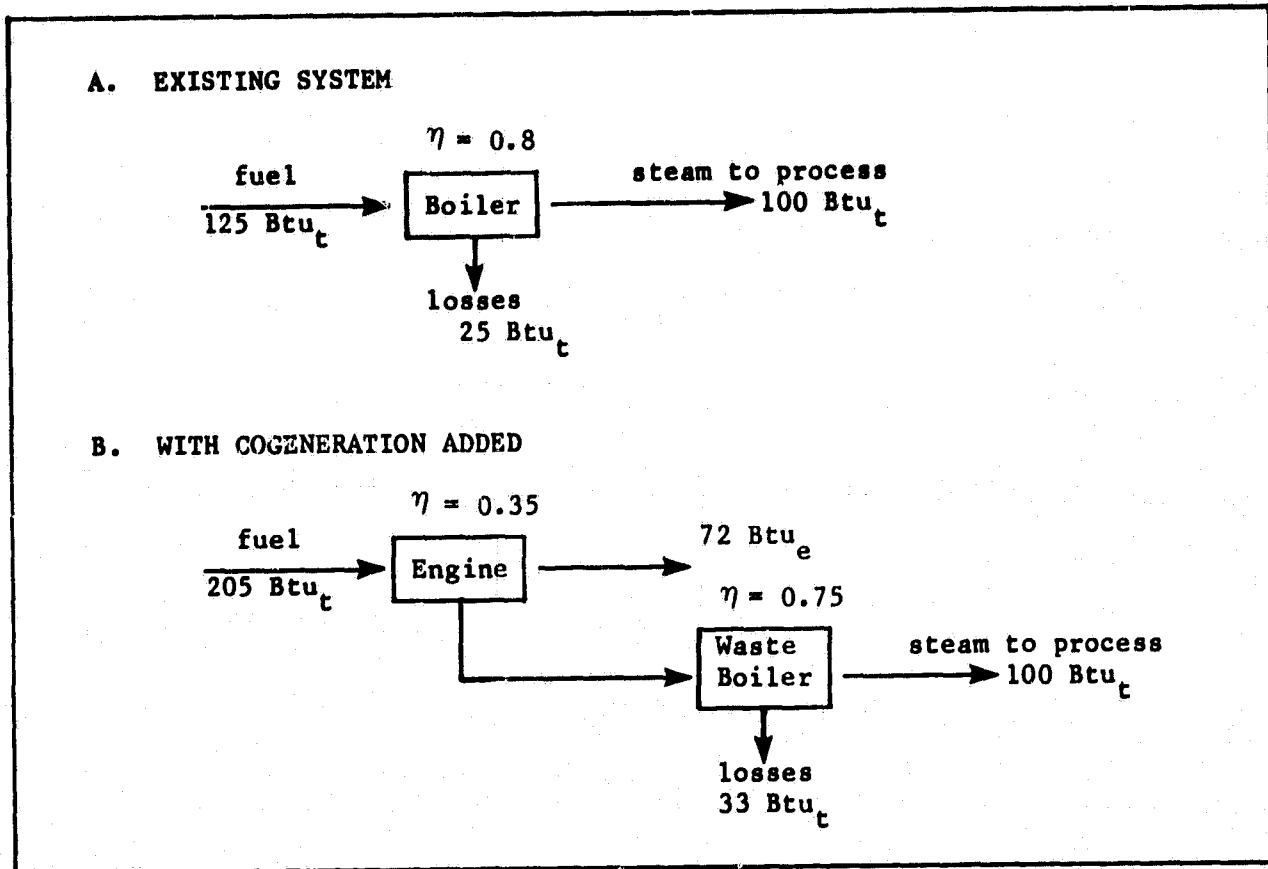 A. EXISTING SYSTEM
η = 0.8
fuel
125 Btu_t
Boiler
steam to process
100 Btu_t
losses
25 Btu_t
B. WITH COGENERATION ADDED
η = 0.35
fuel
205 Btu_t
Engine
72 Btu_e
η = 0.75
Waste
Boiler
steam to process
100 Btu_t
losses
33 Btu_t